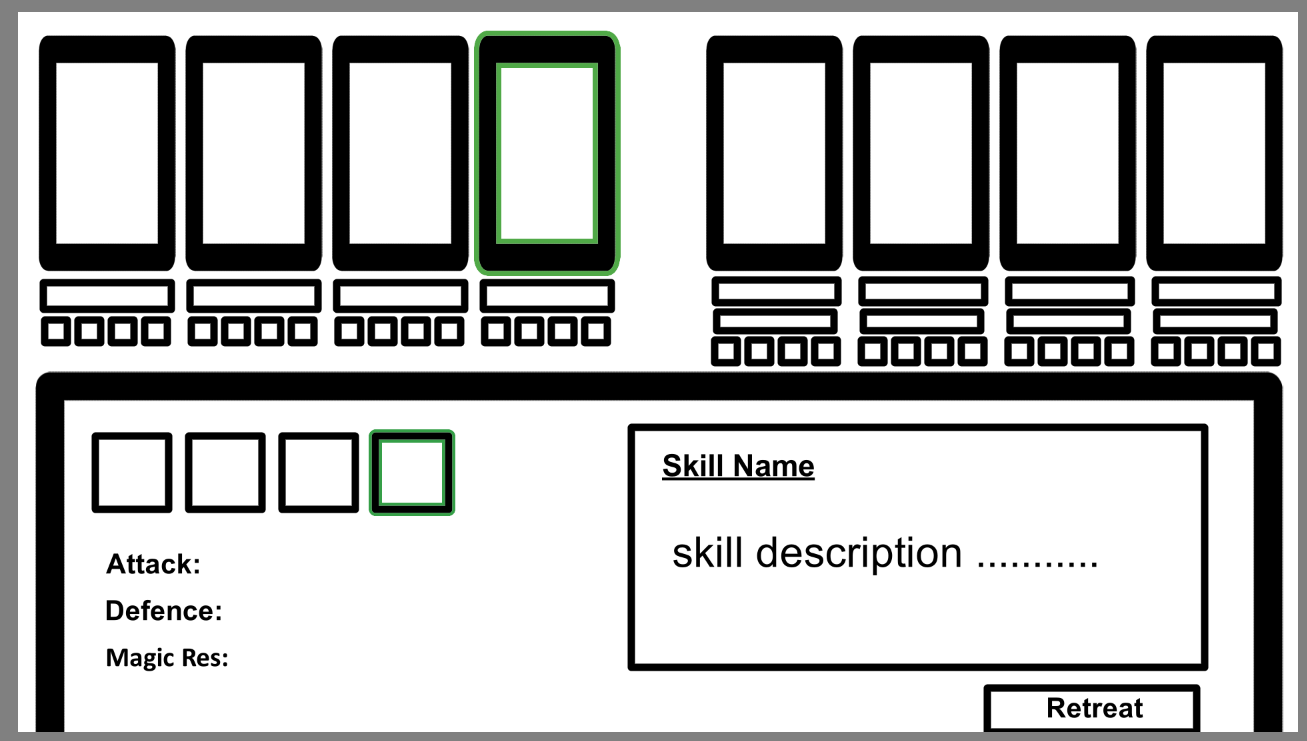 Skill Name
skill description ...........
Attack:
Defence:
Magic Res:
Retreat